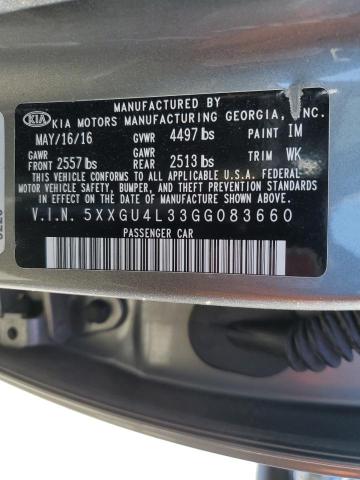 MANUFACTURED BY
KIA KIA MOTORS MANUFACTURING GEORGIA, INC.
MAY/16/16 GVWR 4497 lbs PAINT IM
GAWR FRONT 2557 lbs GAWR REAR 2513 lbs TRIM WK
THIS VEHICLE CONFORMS TO ALL APPLICABLE U.S.A. FEDERAL
MOTOR VEHICLE SAFETY, BUMPER, AND THEFT PREVENTION
STANDARDS IN EFFECT ON THE DATE OF MANUFACTURE SHOWN ABOVE.
V.I.N. 5XXGU4L33GG083660
PASSENGER CAR